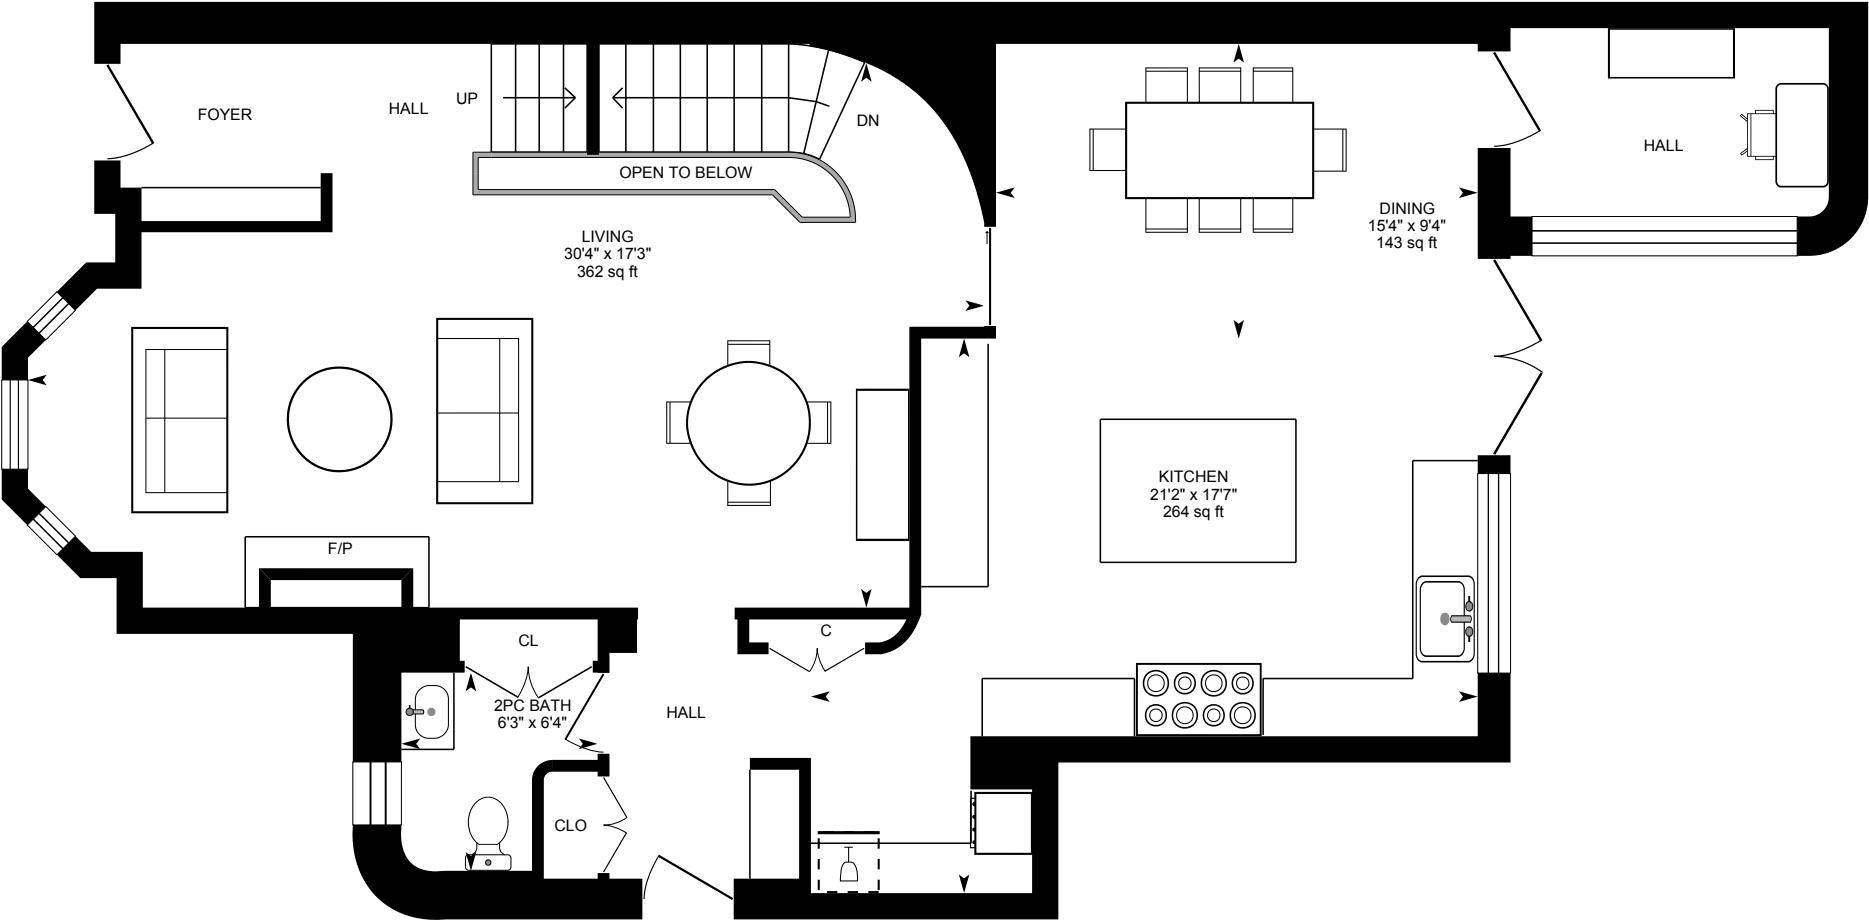 FOYER
HALL
UP
DN
OPEN TO BELOW
HALL
LIVING
30'4" x 17'3"
362 sq ft
DINING
15'4" x 9'4"
143 sq ft
KITCHEN
21'2" x 17'7"
264 sq ft
F/P
CL
C
2PC BATH
6'3" x 6'4"
HALL
CLO